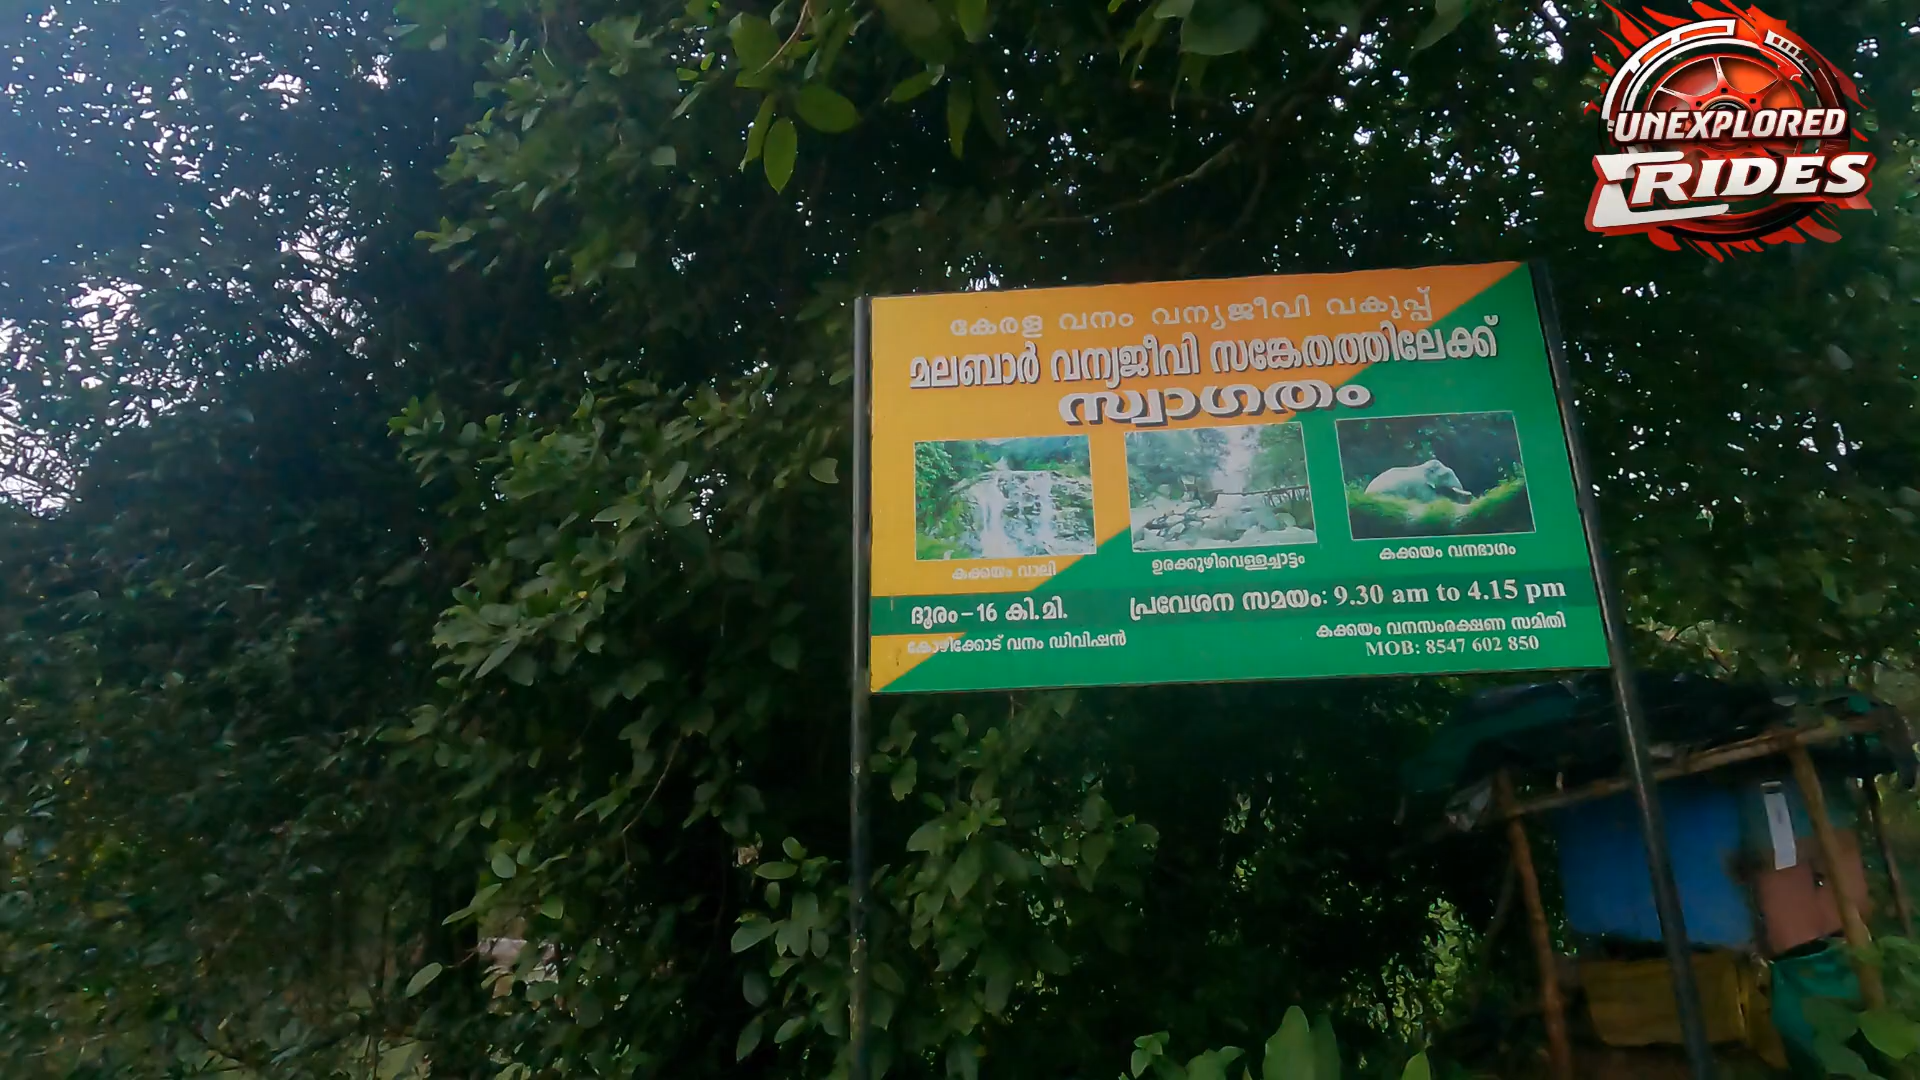 UNEXPLORED
RIDES
കേരള വനം വന്യജീവി വകുപ്പ്
മലബാർ വന്യജീവി സങ്കേതത്തിലേക്ക്
സ്വാഗതം
കക്കയം വാലി
ഉരക്കുഴിവെള്ളച്ചാട്ടം
കക്കയം വനഭാഗം
ദൂരം - 16 കി.മി.
പ്രവേശന സമയം: 9.30 am to 4.15 pm
കോഴിക്കോട് വനം ഡിവിഷൻ
കക്കയം വനസംരക്ഷണ സമിതി
MOB: 8547 602 850